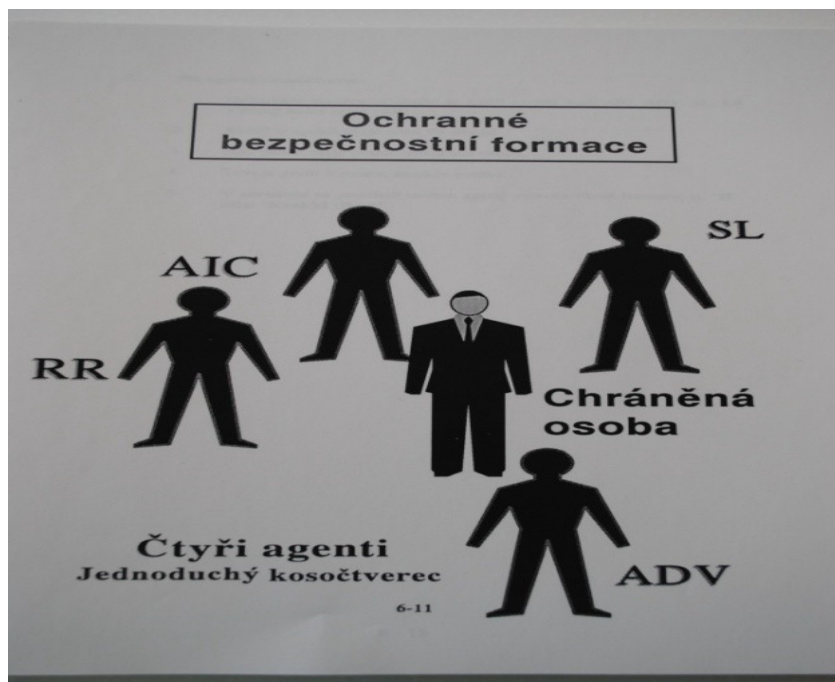 Ochranné
bezpečnostní formace
SL
AIC
RR
Chráněná
osoba
Čtyři agenti
Jednoduchý kosočtverec
ADV
6-11